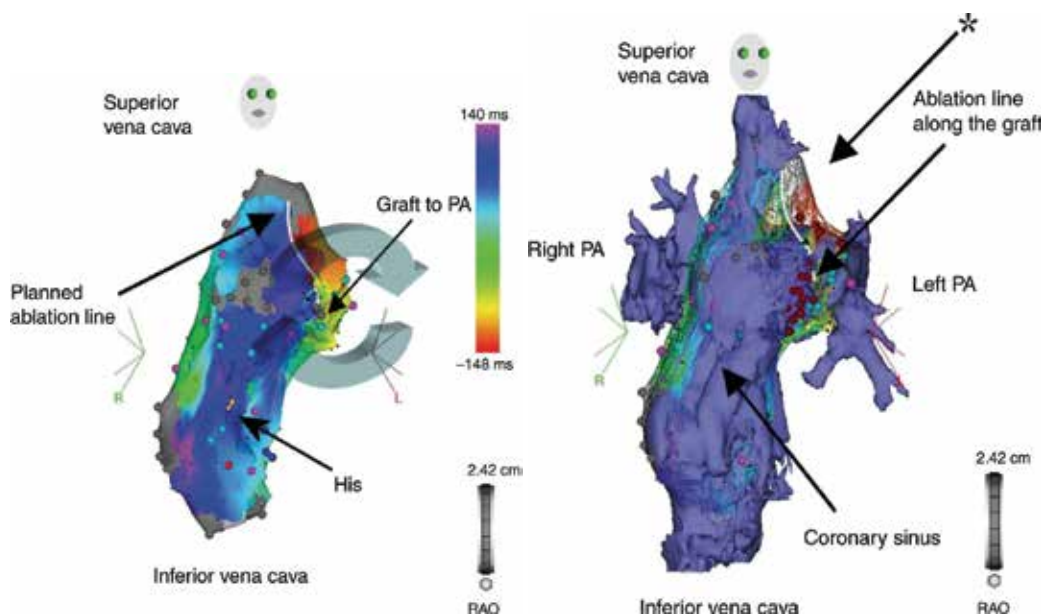 Superior
vena cava
140 ms
Graft to PA
Planned
ablation line
–148 ms
R
L
His
2.42 cm
Inferior vena cava
RAO
*
Superior
vena cava
Ablation line
along the graft
Right PA
Left PA
R
2.42 cm
Coronary sinus
Inferior vena cava
RAO